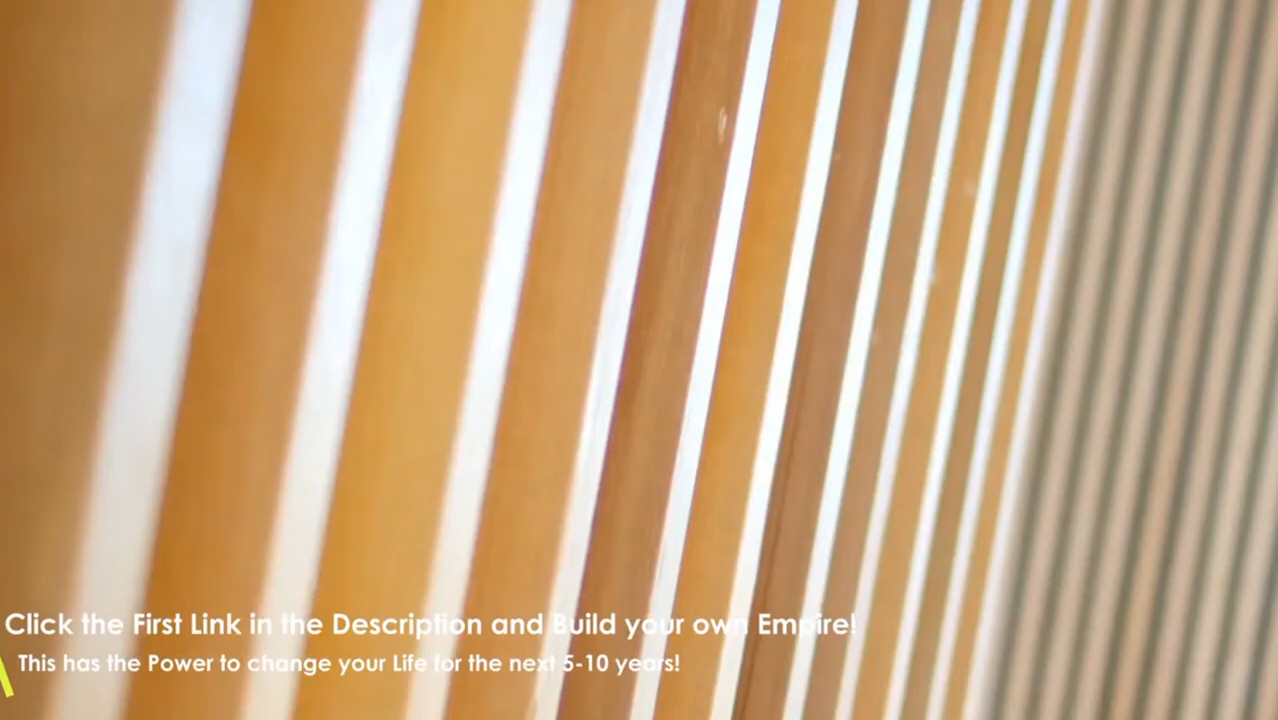 Click the First Link in the Description and Build your own Empire!
This has the Power to change your Life for the next 5-10 years!